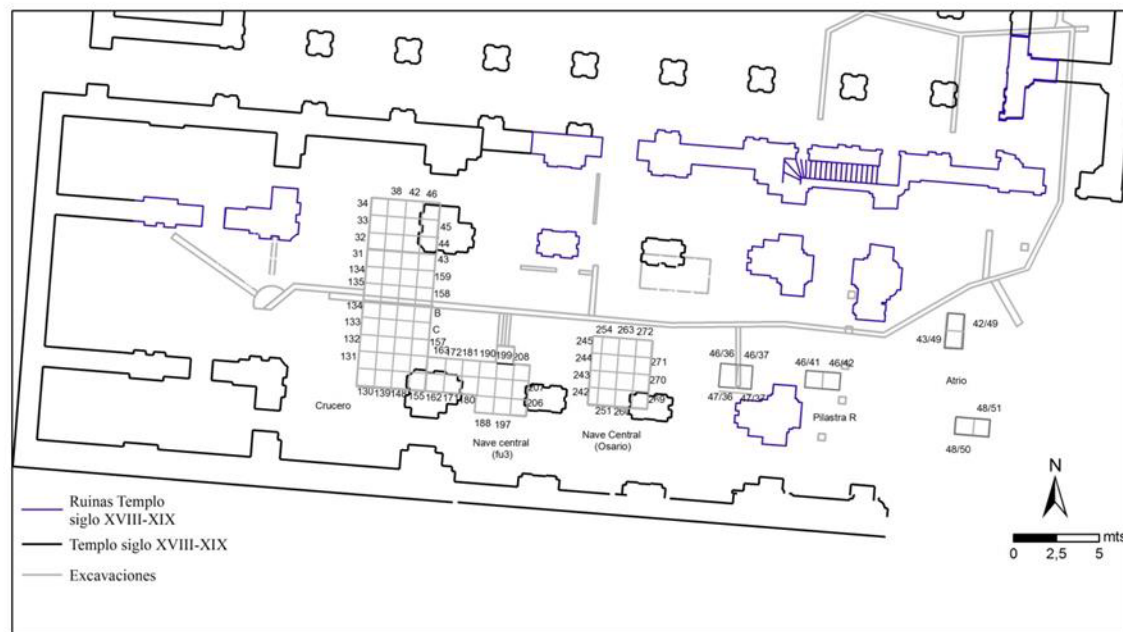 38 42 46
34
33
32
31
134
135
45
44
43
159
158
134
133
132
131
B
C
157
163 172 181 190 199 208
130 139 148 155 162 171 180
207
206
188 197
Crucero
Nave central
(fu3)
254 263 272
245
244
243
242
271
270
269
251
Nave Central
(Osario)
46/36 46/37
47/36 47/37
46/41 46/42
Pilastra R
42/49
43/49
Atrio
48/51
48/50
N
mts
0 2,5 5
Ruinas Templo
siglo XVIII-XIX
Templo siglo XVIII-XIX
Excavaciones